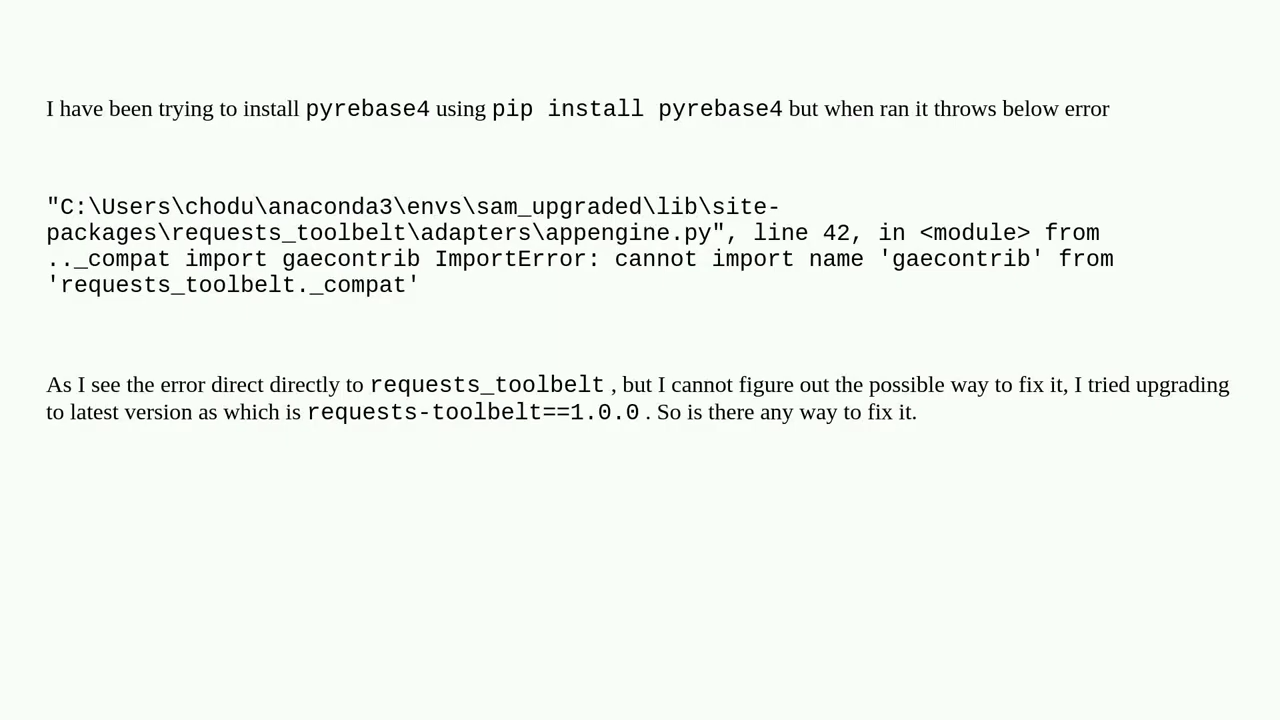 I have been trying to install pyrebase4 using pip install pyrebase4 but when ran it throws below error
"C:\Users\chodu\anaconda3\envs\sam_upgraded\lib\site-
packages\requests_toolbelt\adapters\appengine.py", line 42, in <module> from
.._compat import gaecontrib ImportError: cannot import name 'gaecontrib' from
'requests_toolbelt._compat'
As I see the error direct directly to requests_toolbelt , but I cannot figure out the possible way to fix it, I tried upgrading
to latest version as which is requests-toolbelt==1.0.0 . So is there any way to fix it.